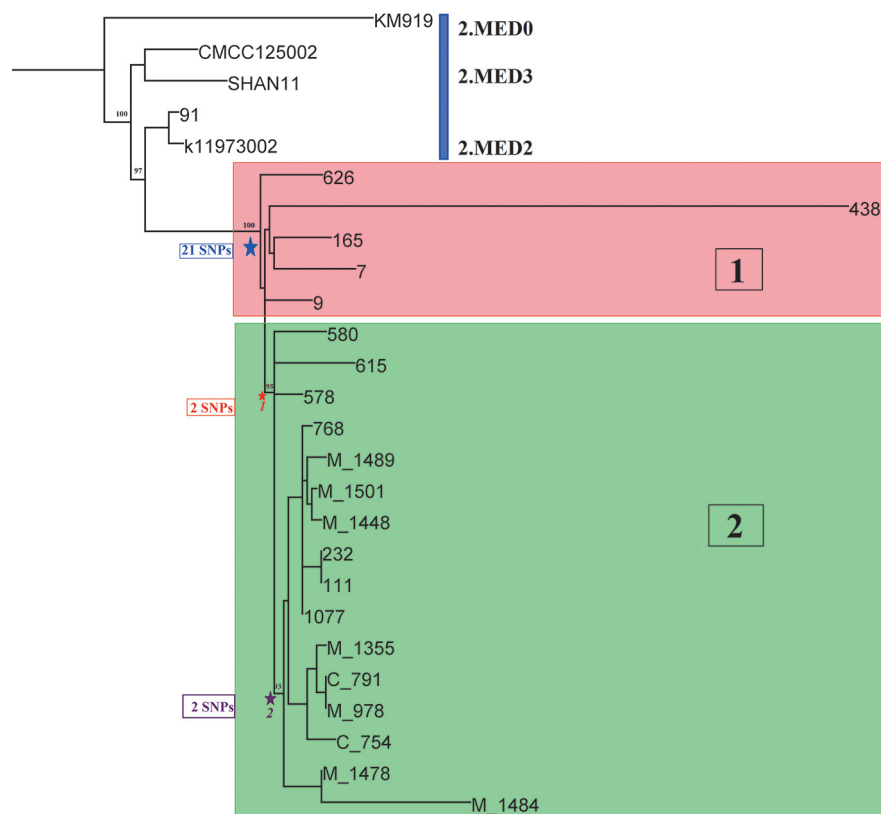 KM919
2.MED0
CMCC125002
2.MED3
SHAN11
100
91
k11973002
2.MED2
97
626
438
100
165
21 SNPs
7
1
9
580
615
95
578
2 SNPs
1
768
M_1489
M_1501
M_1448
2
232
111
1077
M_1355
C_791
93
M_978
2 SNPs
2
C_754
M_1478
M_1484